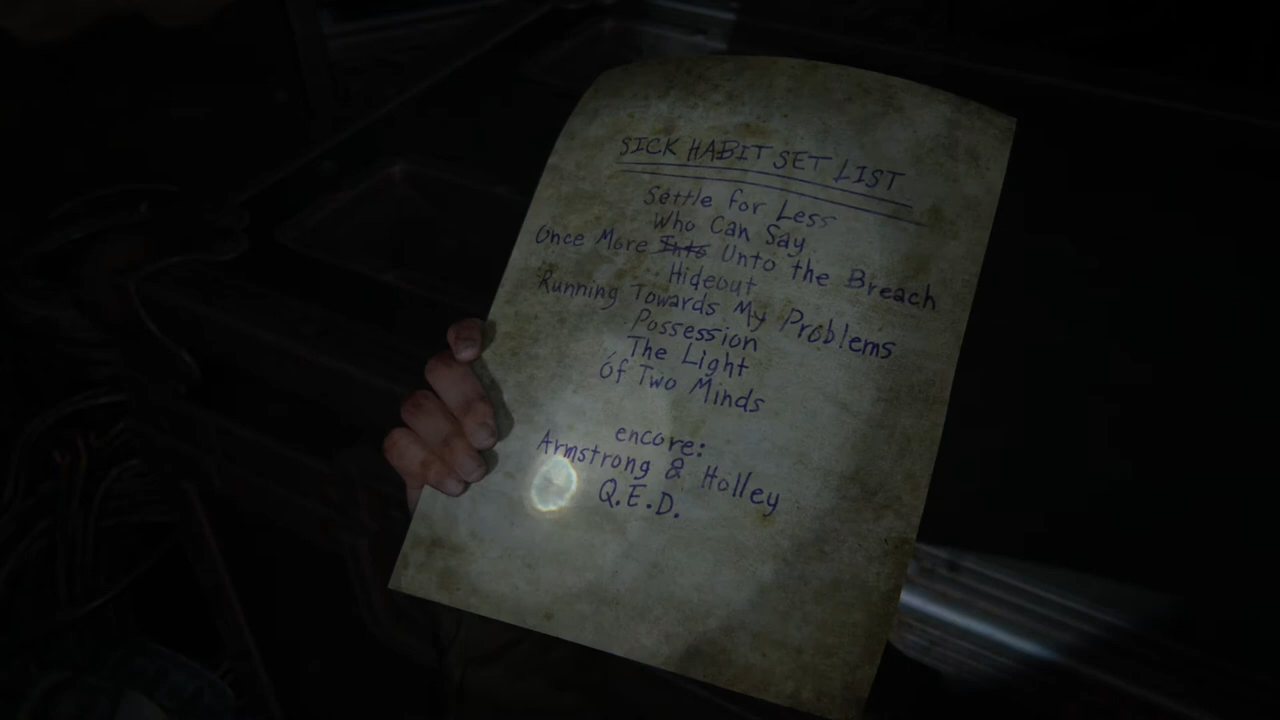 SICK HABIT SET LIST
Settle for Less
Who Can Say
Once More Into Unto the Breach
Hideout
Running Towards My Problems
Possession
The Light
Of Two Minds
encore:
Armstrong & Holley
Q.E.D.